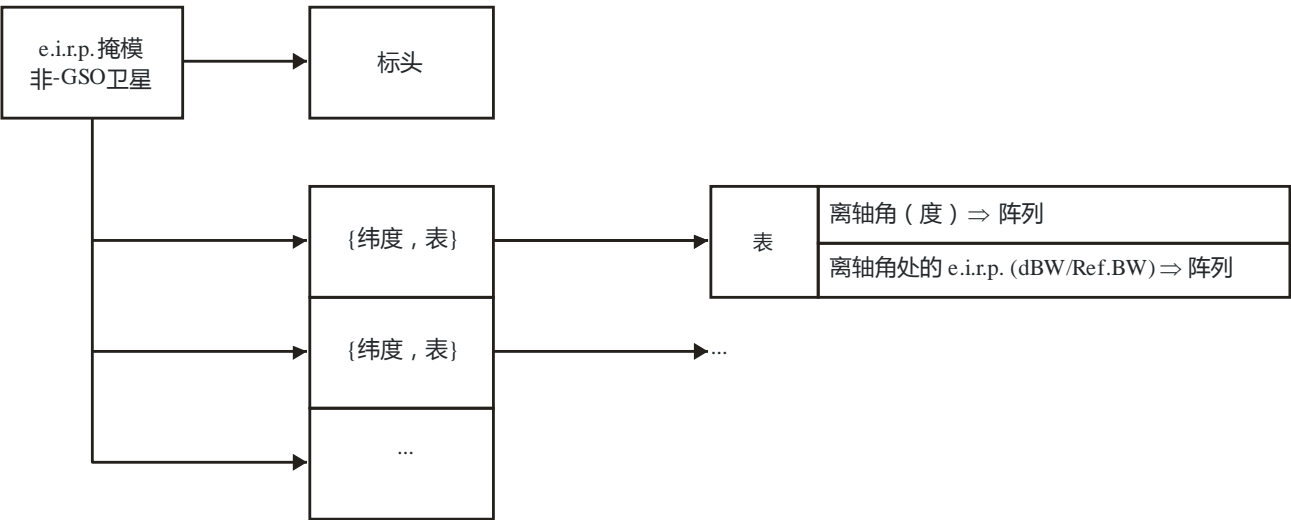 e.i.r.p.掩模
非-GSO卫星
标头
{纬度，表}
表
离轴角（度）⇒ 阵列
离轴角处的 e.i.r.p. (dBW/Ref.BW) ⇒ 阵列
{纬度，表}
...
...